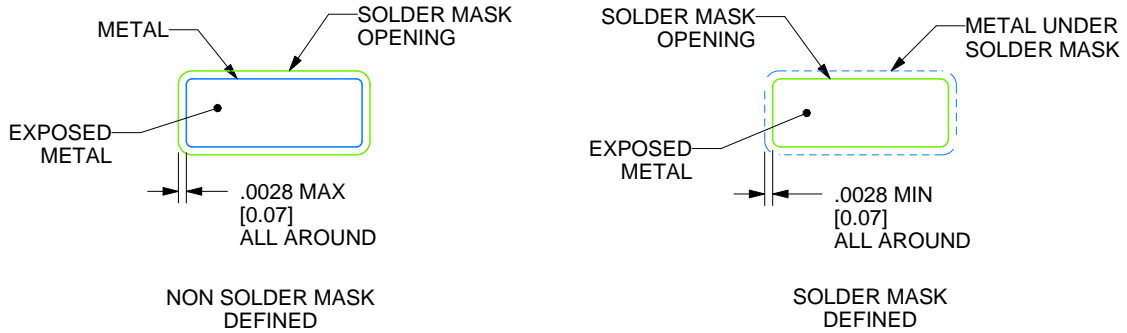 METAL
SOLDER MASK
OPENING
EXPOSED
METAL
.0028 MAX
[0.07]
ALL AROUND
NON SOLDER MASK
DEFINED
SOLDER MASK
OPENING
METAL UNDER
SOLDER MASK
EXPOSED
METAL
.0028 MIN
[0.07]
ALL AROUND
SOLDER MASK
DEFINED